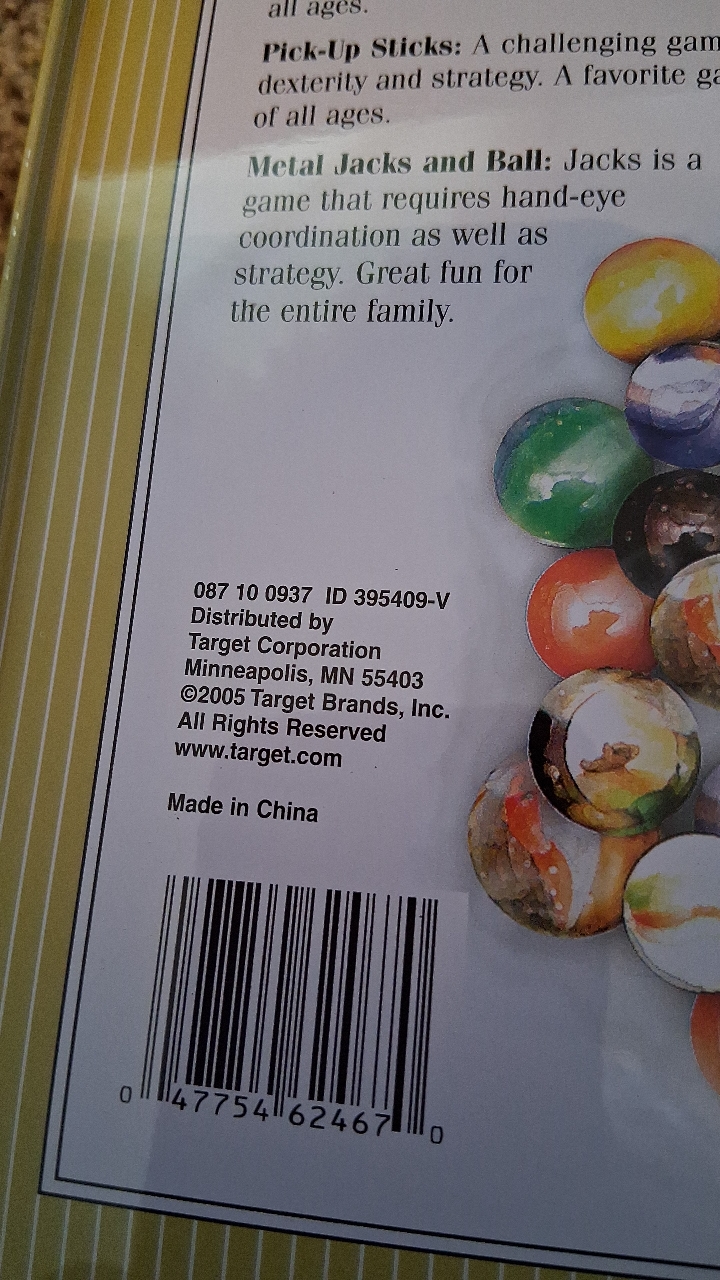 all ages.
Pick-Up Sticks: A challenging gam
dexterity and strategy. A favorite ga
of all ages.
Metal Jacks and Ball: Jacks is a
game that requires hand-eye
coordination as well as
strategy. Great fun for
the entire family.
087 10 0937 ID 395409-V
Distributed by
Target Corporation
Minneapolis, MN 55403
©2005 Target Brands, Inc.
All Rights Reserved
www.target.com
Made in China
0 47754 62467 0